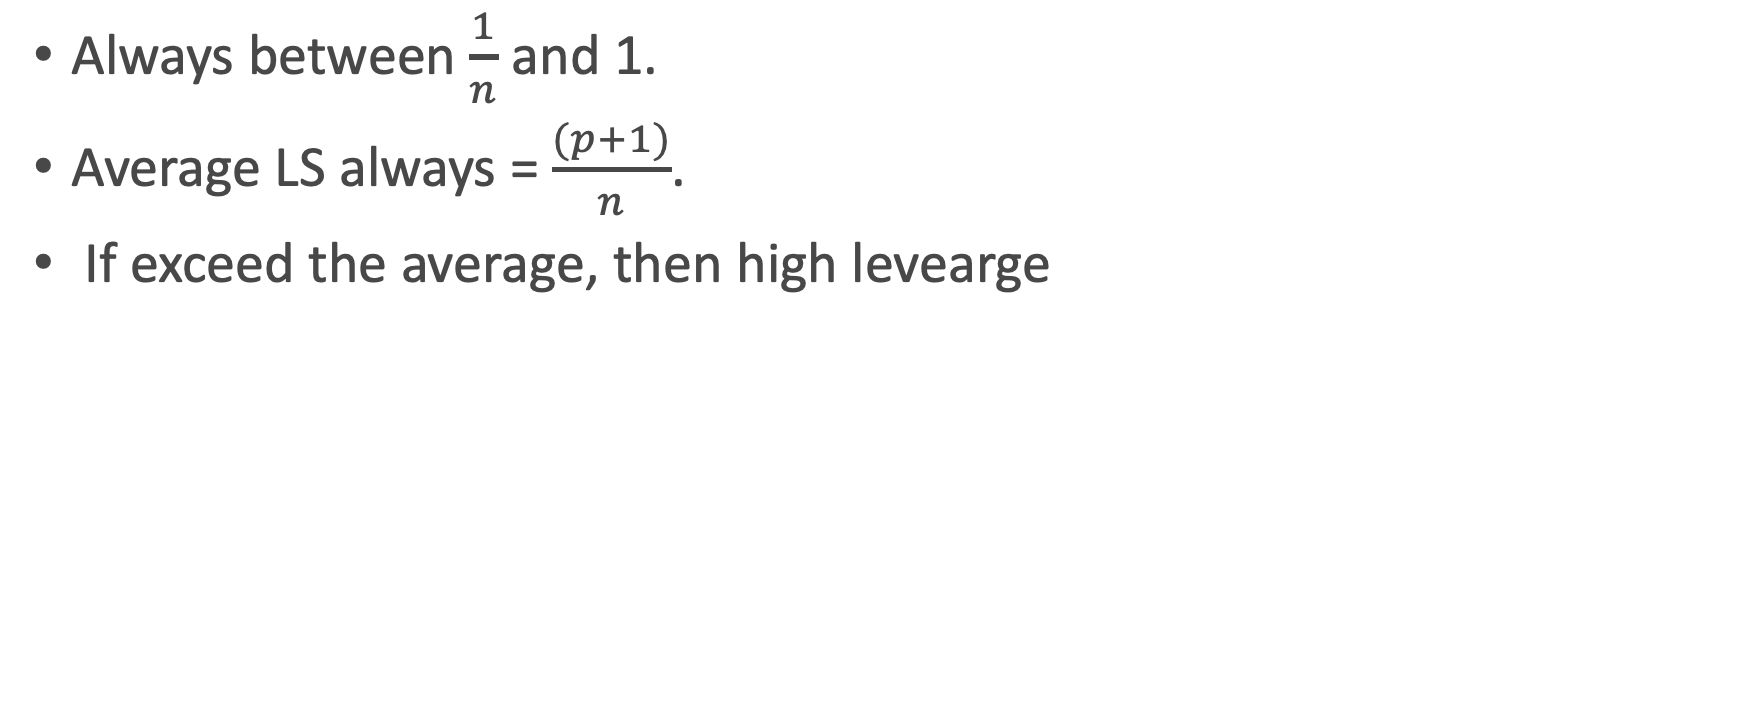 • Always between 1/n and 1.
• Average LS always = (p+1)/n.
• If exceed the average, then high levearge